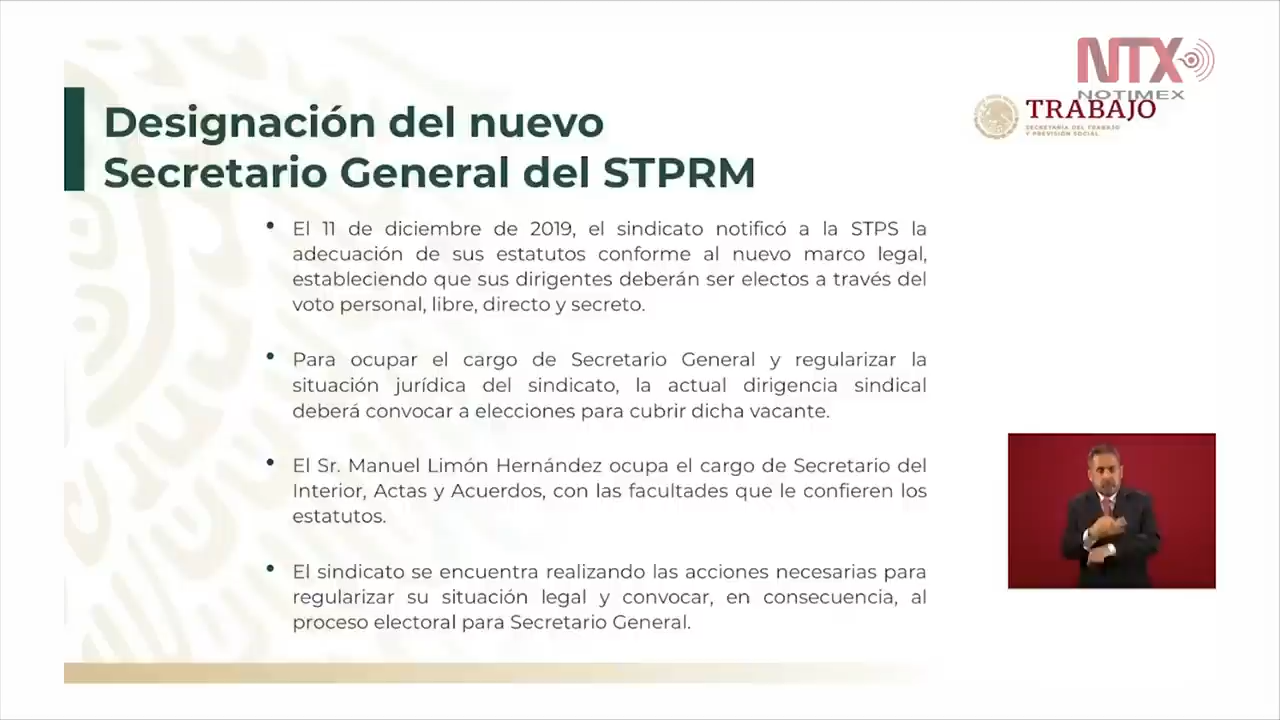 NTX
NOTIMEX
TRABAJO
SECRETARÍA DEL TRABAJO
Y PREVISIÓN SOCIAL
Designación del nuevo
Secretario General del STPRM
• El 11 de diciembre de 2019, el sindicato notificó a la STPS la
adecuación de sus estatutos conforme al nuevo marco legal,
estableciendo que sus dirigentes deberán ser electos a través del
voto personal, libre, directo y secreto.
• Para ocupar el cargo de Secretario General y regularizar la
situación jurídica del sindicato, la actual dirigencia sindical
deberá convocar a elecciones para cubrir dicha vacante.
• El Sr. Manuel Limón Hernández ocupa el cargo de Secretario del
Interior, Actas y Acuerdos, con las facultades que le confieren los
estatutos.
• El sindicato se encuentra realizando las acciones necesarias para
regularizar su situación legal y convocar, en consecuencia, al
proceso electoral para Secretario General.